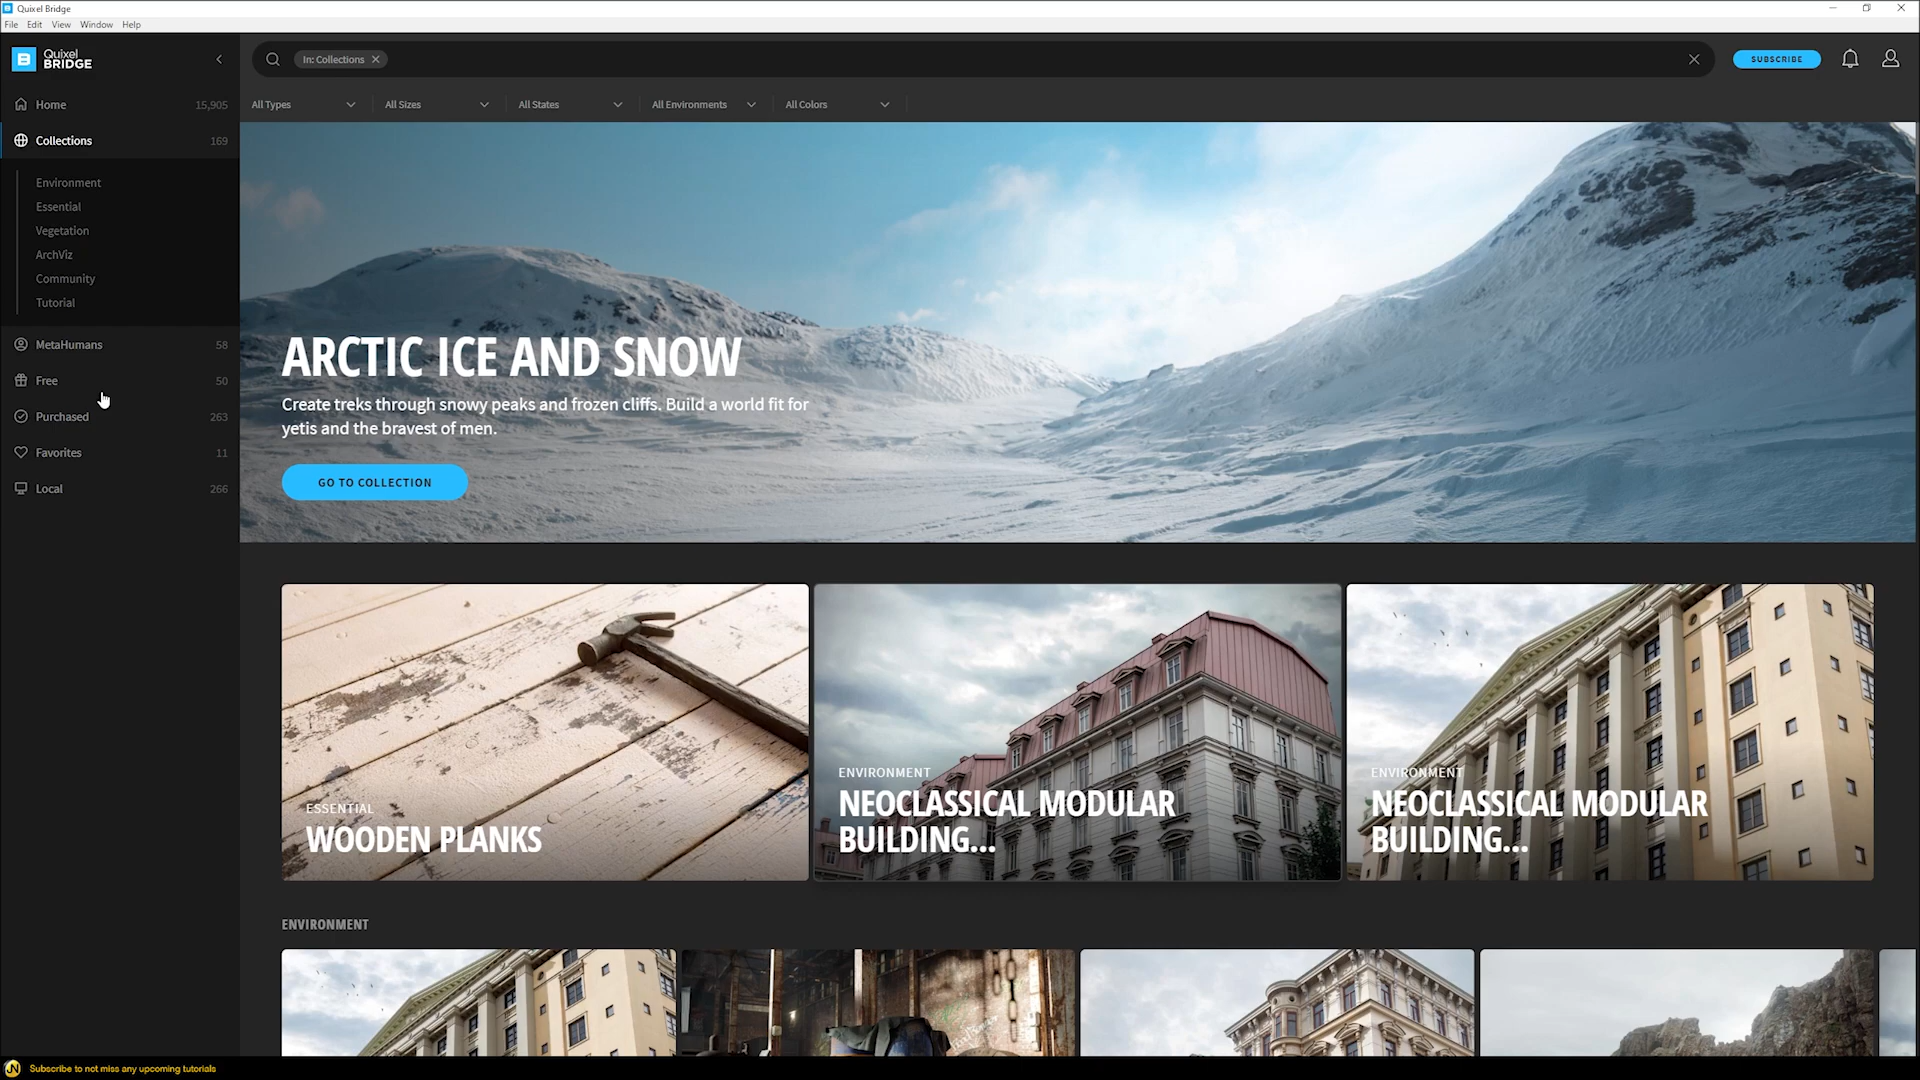 Quixel Bridge
File Edit View Window Help
Quixel
BRIDGE
In: Collections
SUBSCRIBE
Home 15,905
All Types All Sizes All States All Environments All Colors
Collections 169
Environment
Essential
Vegetation
ArchViz
Community
Tutorial
MetaHumans 58
Free 50
Purchased 263
Favorites 11
Local 266
ARCTIC ICE AND SNOW
Create treks through snowy peaks and frozen cliffs. Build a world fit for
yetis and the bravest of men.
GO TO COLLECTION
ESSENTIAL
WOODEN PLANKS
ENVIRONMENT
NEOCLASSICAL MODULAR
BUILDING...
ENVIRONMENT
NEOCLASSICAL MODULAR
BUILDING...
ENVIRONMENT
JN Subscribe to not miss any upcoming tutorials